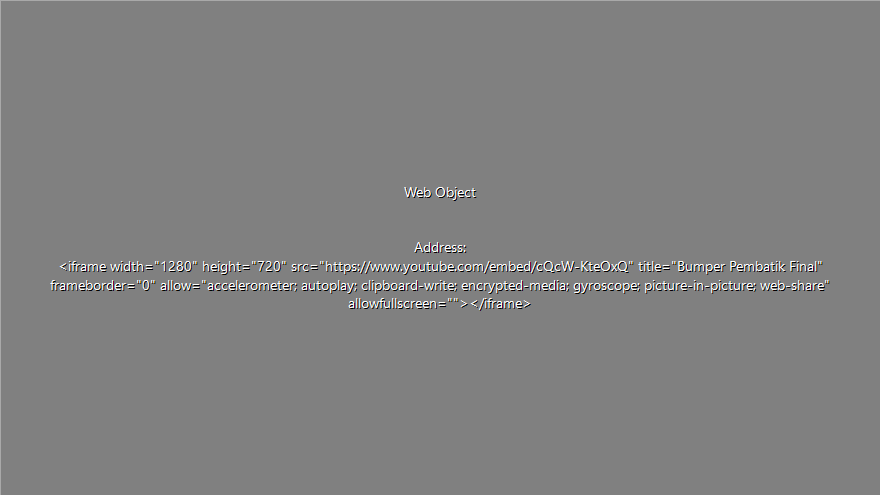 Web Object
Address:
<iframe width="1280" height="720" src="https://www.youtube.com/embed/cQcW-KteOxQ" title="Bumper Pembatik Final"
frameborder="0" allow="accelerometer; autoplay; clipboard-write; encrypted-media; gyroscope; picture-in-picture; web-share"
allowfullscreen=""></iframe>